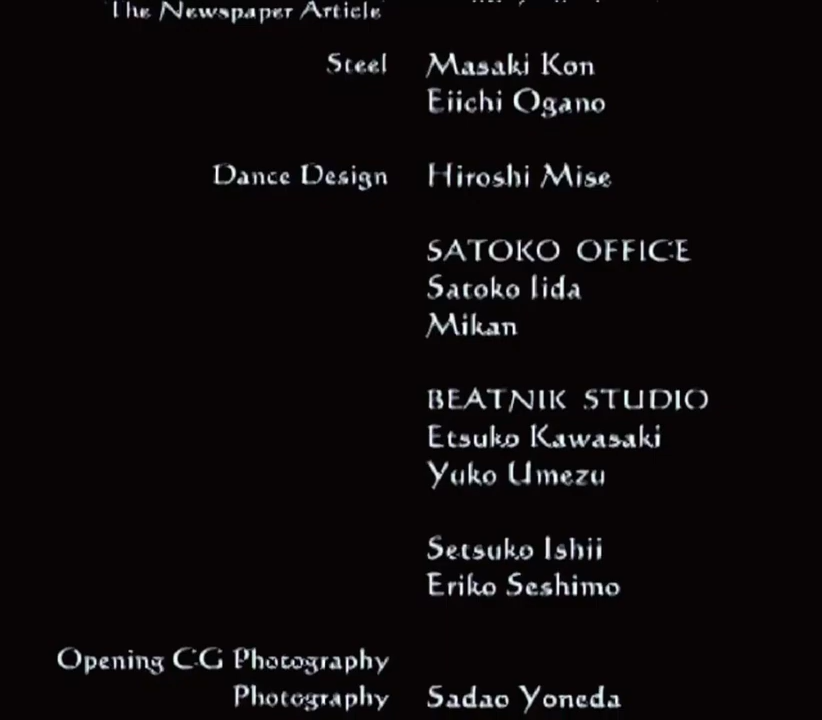 The Newspaper Article
Steel Masaki Kon
Eiichi Ogano
Dance Design Hiroshi Mise
SATOKO OFFICE
Satoko Iida
Mikan
BEATNIK STUDIO
Etsuko Kawasaki
Yuko Umezu
Setsuko Ishii
Eriko Seshimo
Opening CG Photography
Photography Sadao Yoneda